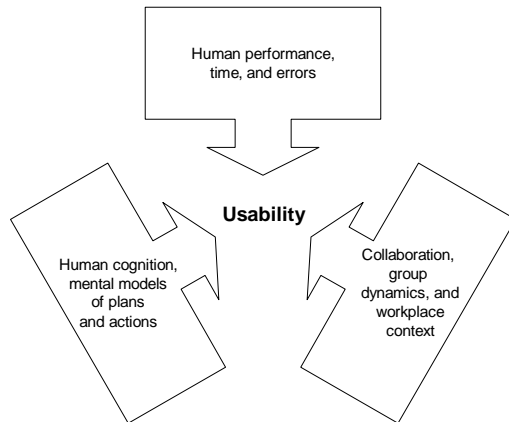 Human performance,
time, and errors
Usability
Human cognition,
mental models
of plans
and actions
Collaboration,
group
dynamics, and
workplace
context